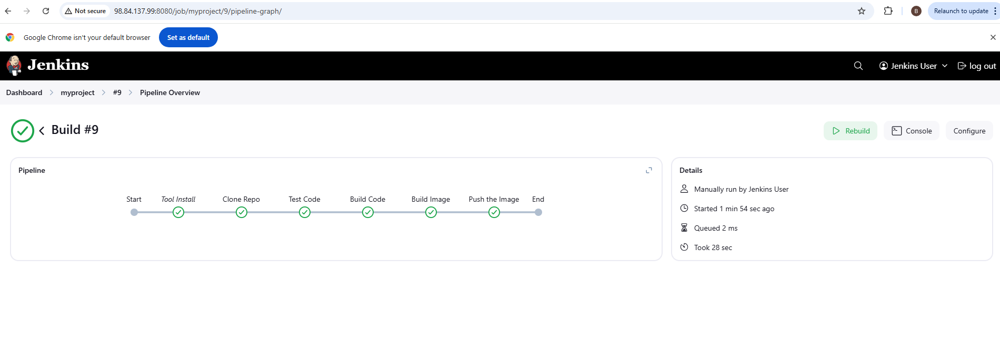 Not secure 98.84.137.99:8080/job/myproject/9/pipeline-graph/ B Relaunch to update
Google Chrome isn't your default browser Set as default
Jenkins Jenkins User log out
Dashboard myproject #9 Pipeline Overview
Build #9 Rebuild Console Configure
Pipeline
Start Tool Install Clone Repo Test Code Build Code Build Image Push the Image End
Details
Manually run by Jenkins User
Started 1 min 54 sec ago
Queued 2 ms
Took 28 sec